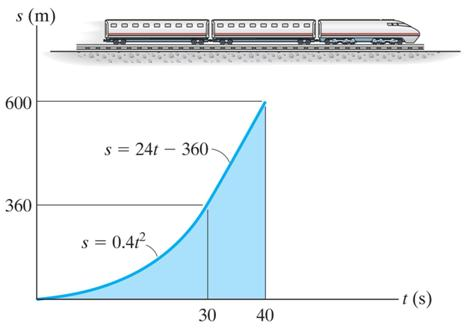 s (m)
600
s = 24t − 360
360
s = 0.4t²
t (s)
30
40